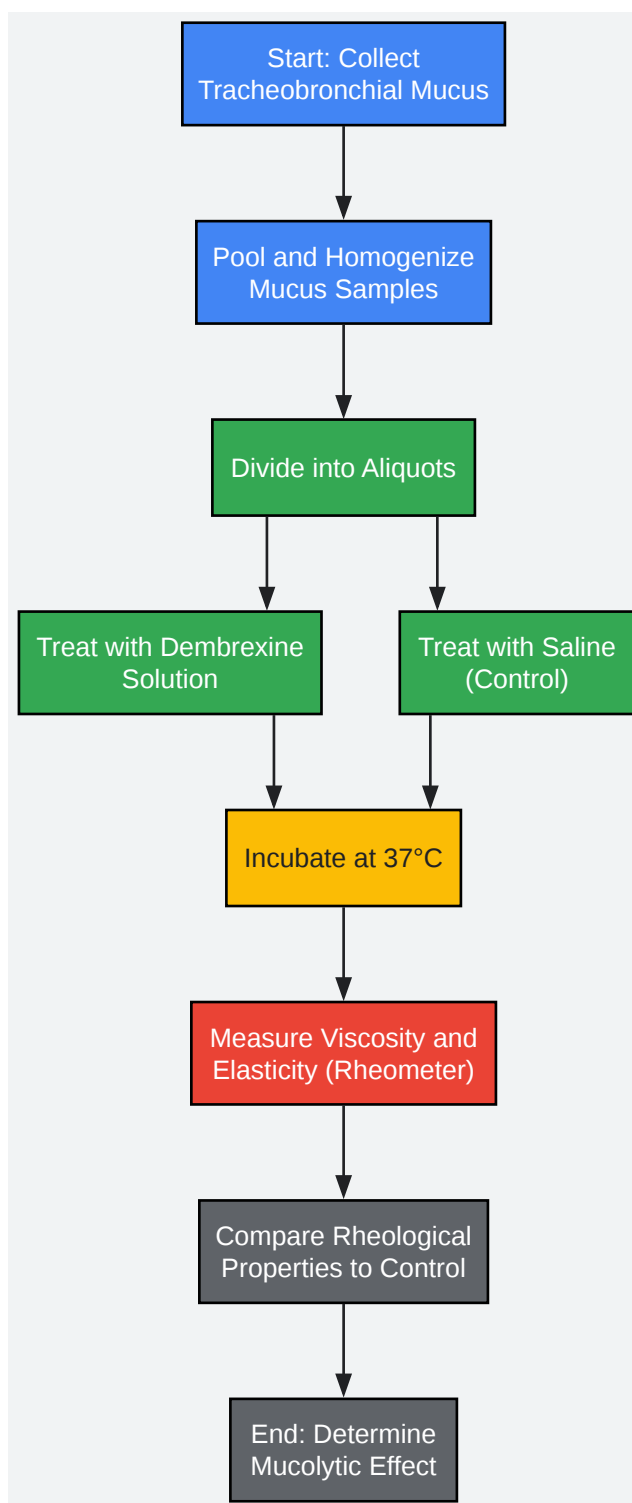 Start: Collect
Tracheobronchial Mucus
Pool and Homogenize
Mucus Samples
Divide into Aliquots
Treat with Dembrexine
Solution
Treat with Saline
(Control)
Incubate at 37°C
Measure Viscosity and
Elasticity (Rheometer)
Compare Rheological
Properties to Control
End: Determine
Mucolytic Effect